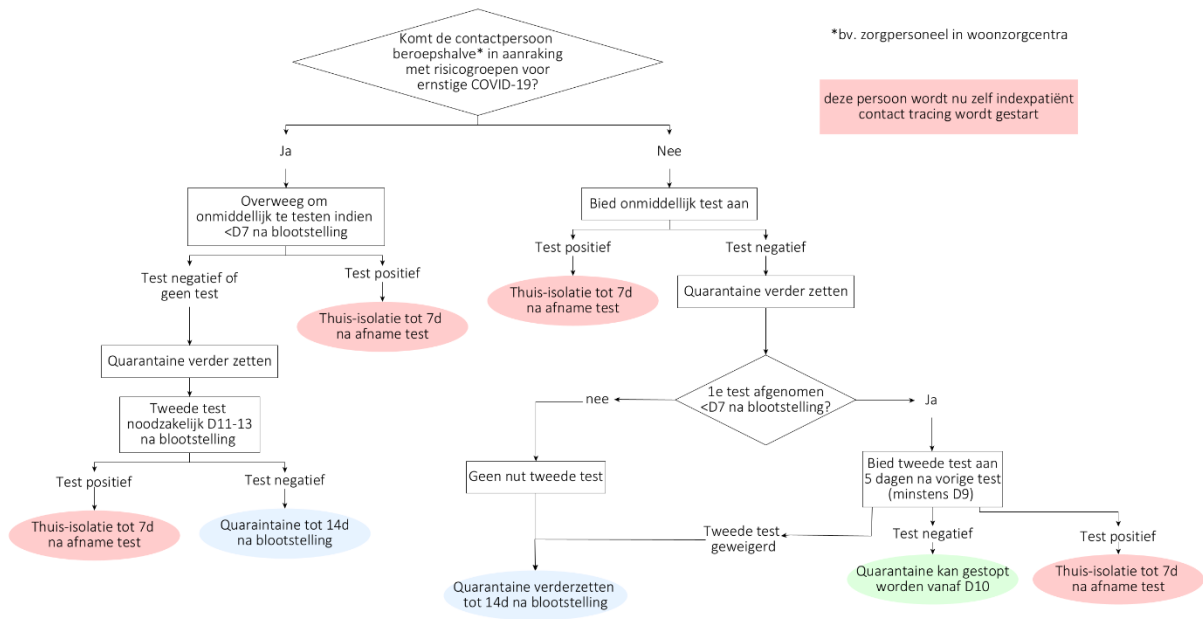 Komt de contactpersoon
beroepshalve* in aanraking
met risicogroepen voor
ernstige COVID-19?
*bv. zorgpersoneel in woonzorgcentra
deze persoon wordt nu zelf indexpatiënt
contact tracing wordt gestart
Ja
Nee
Overweeg om
onmiddellijk te testen indien
<D7 na blootstelling
Bied onmiddellijk test aan
Test negatief of
geen test
Test positief
Test positief
Test negatief
Thuis-isolatie tot 7d
na afname test
Thuis-isolatie tot 7d
na afname test
Quarantaine verder zetten
Quarantaine verder zetten
Tweede test
noodzakelijk D11-13
na blootstelling
1e test afgenomen
<D7 na blootstelling?
nee
Ja
Test positief
Test negatief
Geen nut tweede test
Bied tweede test aan
5 dagen na vorige test
(minstens D9)
Thuis-isolatie tot 7d
na afname test
Quaraintaine tot 14d
na blootstelling
Tweede test
geweigerd
Test negatief
Test positief
Quarantaine verderzetten
tot 14d na blootstelling
Quarantaine kan gestopt
worden vanaf D10
Thuis-isolatie tot 7d
na afname test